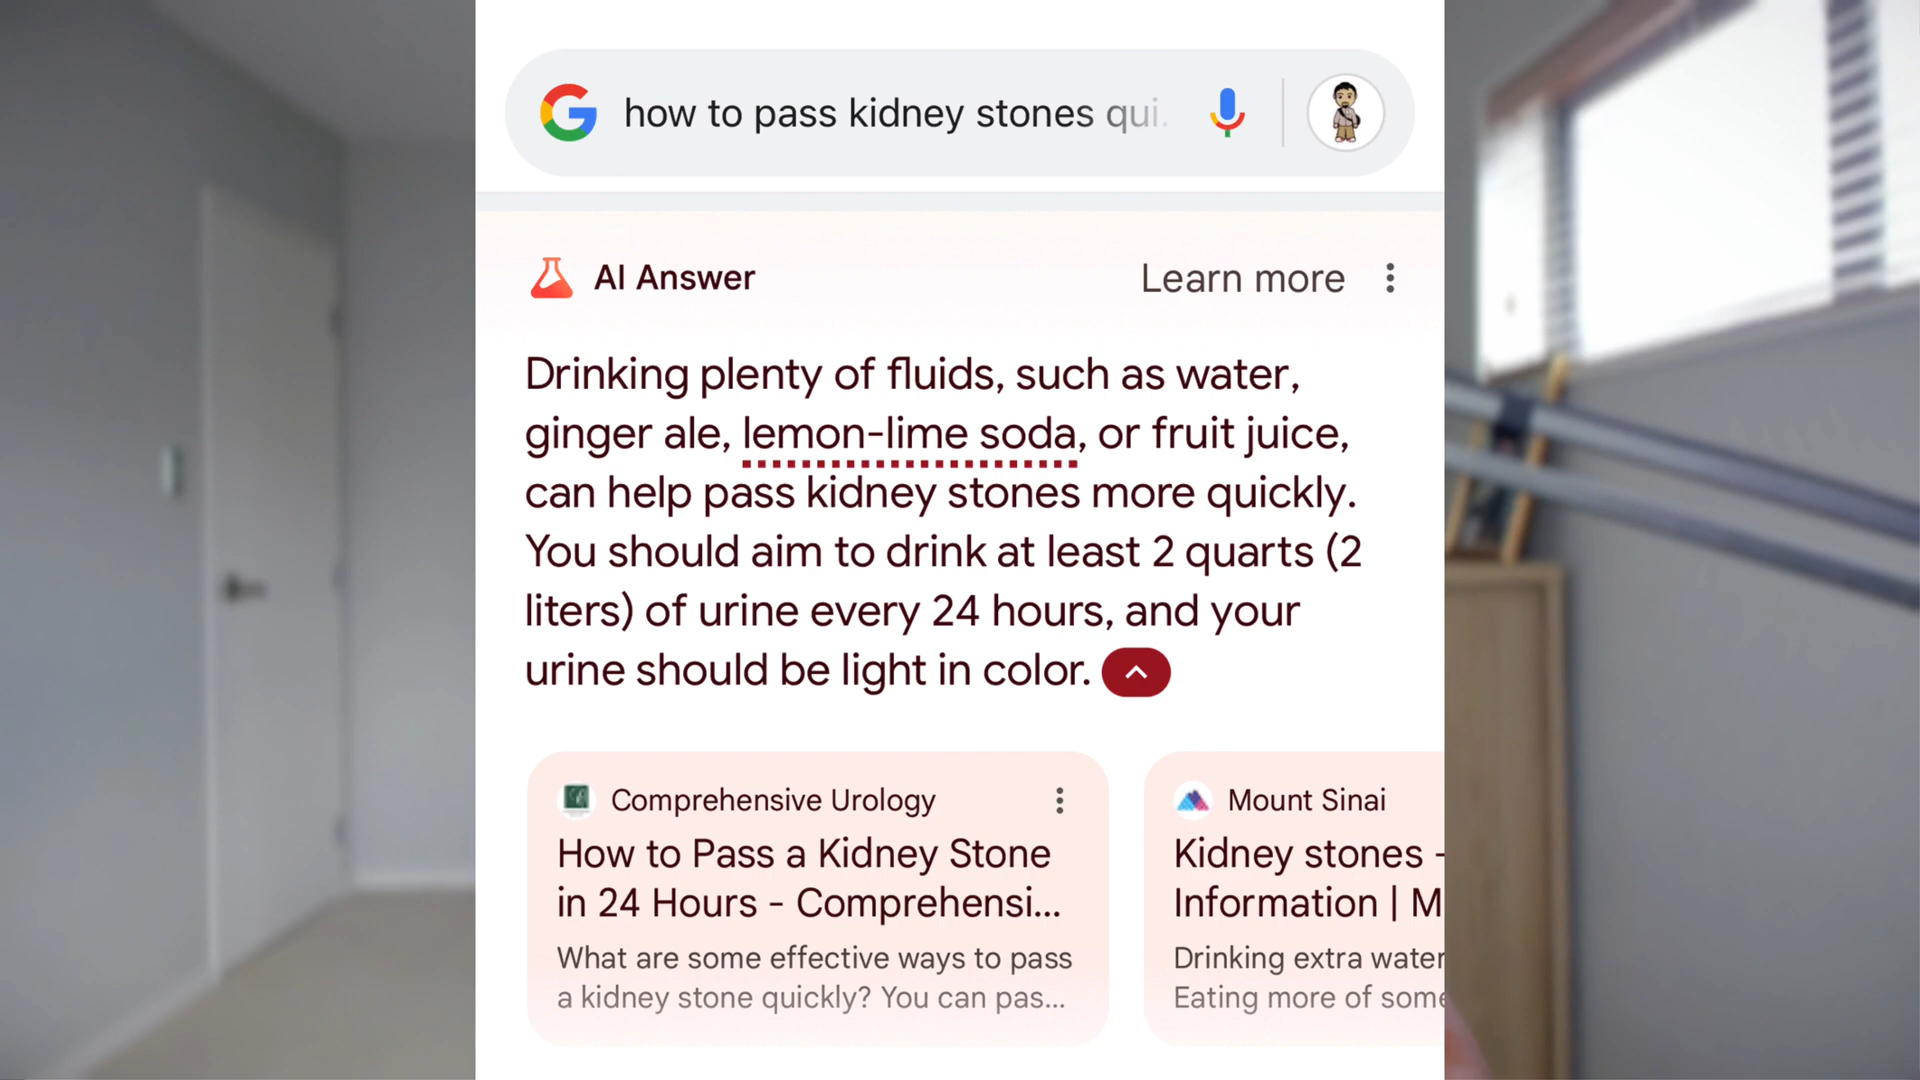 how to pass kidney stones qui.
AI Answer
Learn more
Drinking plenty of fluids, such as water,
ginger ale, lemon-lime soda, or fruit juice,
can help pass kidney stones more quickly.
You should aim to drink at least 2 quarts (2
liters) of urine every 24 hours, and your
urine should be light in color.
Comprehensive Urology
How to Pass a Kidney Stone
in 24 Hours - Comprehensi...
What are some effective ways to pass
a kidney stone quickly? You can pas...
Mount Sinai
Kidney stones -
Information | M
Drinking extra water
Eating more of some